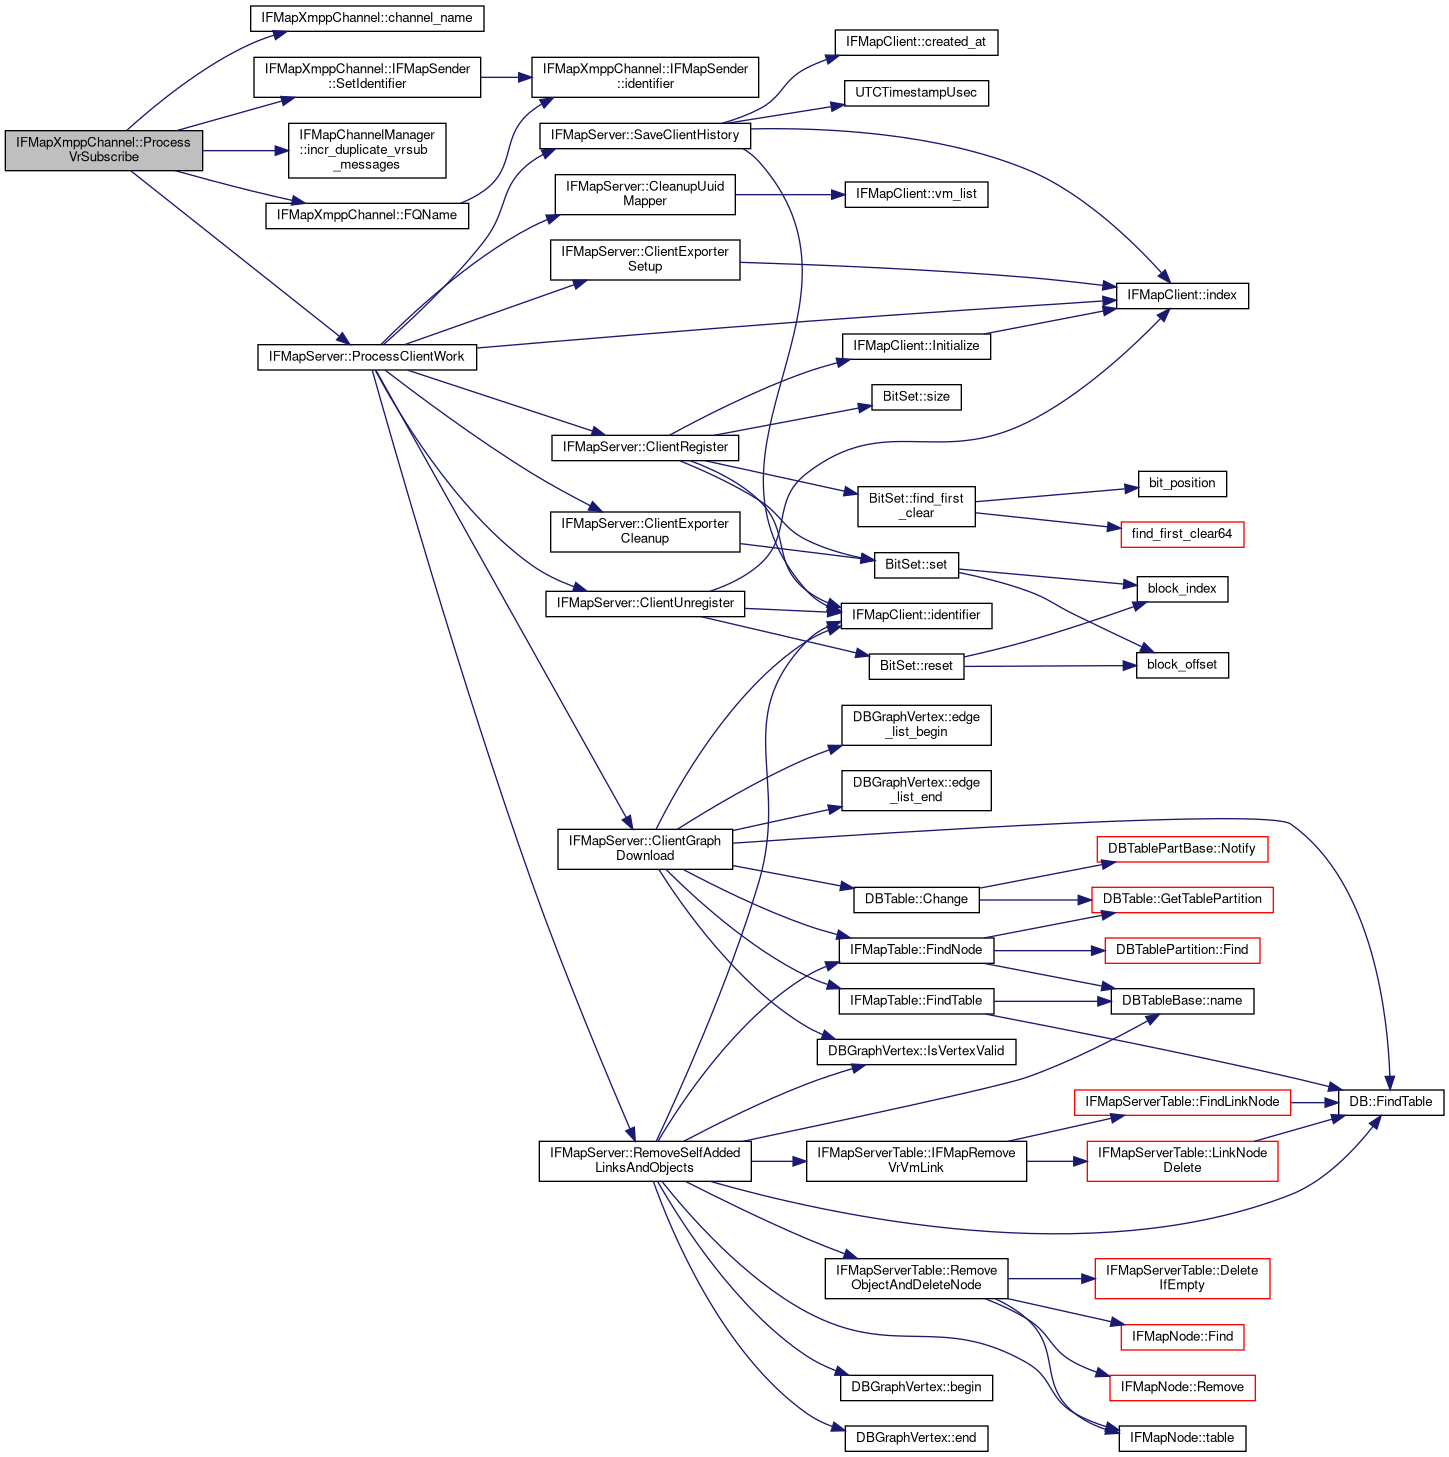 IFMapXmppChannel::Process
VrSubscribe
IFMapXmppChannel::channel_name
IFMapXmppChannel::IFMapSender
::SetIdentifier
IFMapChannelManager
::incr_duplicate_vrsub
_messages
IFMapXmppChannel::FQName
IFMapServer::ProcessClientWork
IFMapXmppChannel::IFMapSender
::identifier
IFMapServer::SaveClientHistory
IFMapServer::CleanupUuid
Mapper
IFMapServer::ClientExporter
Setup
IFMapServer::ClientRegister
IFMapServer::ClientExporter
Cleanup
IFMapServer::ClientUnregister
IFMapServer::ClientGraph
Download
IFMapServer::RemoveSelfAdded
LinksAndObjects
IFMapClient::created_at
UTCTimestampUsec
IFMapClient::vm_list
IFMapClient::Initialize
BitSet::size
BitSet::find_first
_clear
BitSet::set
IFMapClient::identifier
BitSet::reset
DBGraphVertex::edge
_list_begin
DBGraphVertex::edge
_list_end
DBTable::Change
IFMapTable::FindNode
IFMapTable::FindTable
DBGraphVertex::IsVertexValid
IFMapServerTable::IFMapRemove
VrVmLink
IFMapServerTable::Remove
ObjectAndDeleteNode
DBGraphVertex::begin
DBGraphVertex::end
IFMapClient::index
bit_position
find_first_clear64
block_index
block_offset
DBTablePartBase::Notify
DBTable::GetTablePartition
DBTablePartition::Find
DBTableBase::name
IFMapServerTable::FindLinkNode
IFMapServerTable::LinkNode
Delete
IFMapServerTable::Delete
IfEmpty
IFMapNode::Find
IFMapNode::Remove
IFMapNode::table
DB::FindTable